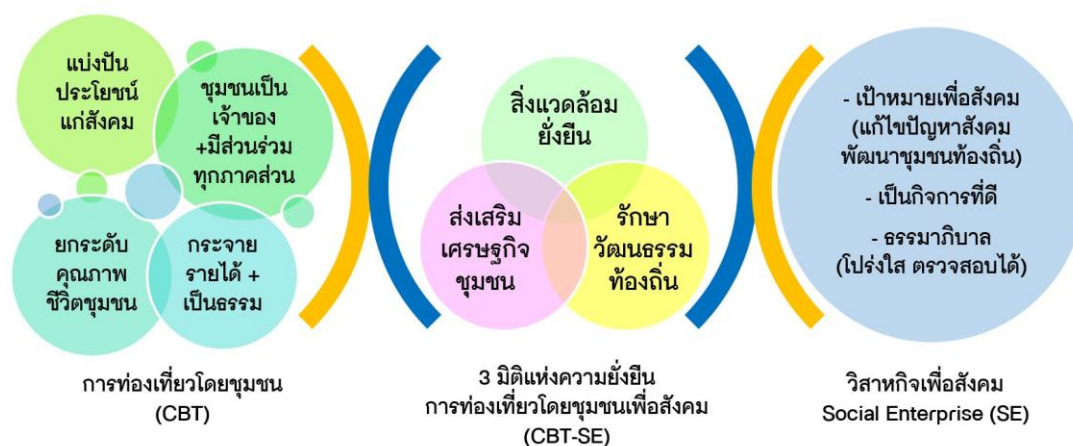 แบ่งปัน
ประโยชน์
แก่สังคม
ชุมชนเป็น
เจ้าของ
+มีส่วนร่วม
ทุกภาคส่วน
ยกระดับ
คุณภาพ
ชีวิตชุมชน
กระจาย
รายได้ +
เป็นธรรม
การท่องเที่ยวโดยชุมชน
(CBT)
สิ่งแวดล้อม
ยั่งยืน
ส่งเสริม
เศรษฐกิจ
ชุมชน
รักษา
วัฒนธรรม
ท้องถิ่น
3 มิติแห่งความยั่งยืน
การท่องเที่ยวโดยชุมชนเพื่อสังคม
(CBT-SE)
- เป้าหมายเพื่อสังคม
(แก้ไขปัญหาสังคม
พัฒนาชุมชนท้องถิ่น)
- เป็นกิจการที่ดี
- ธรรมาภิบาล
(โปร่งใส ตรวจสอบได้)
วิสาหกิจเพื่อสังคม
Social Enterprise (SE)